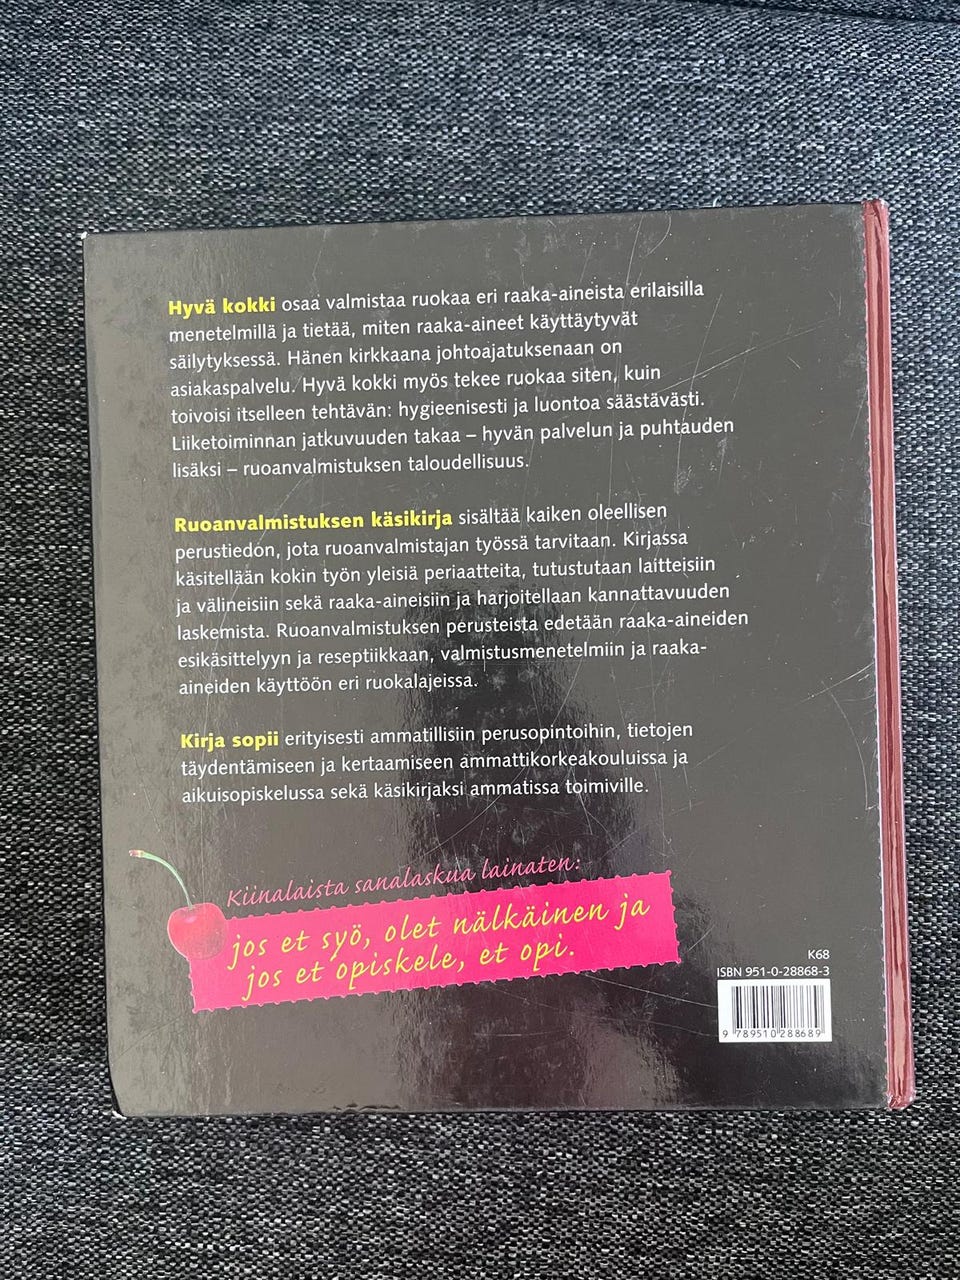 Hyvä kokki osaa valmistaa ruokaa eri raaka-aineista erilaisilla
menetelmillä ja tietää, miten raaka-aineet käyttäytyvät
säilytyksessä. Hänen kirkkaana johtoajatuksenaan on
asiakaspalvelu. Hyvä kokki myös tekee ruokaa siten, kuin
toivoisi itselleen tehtävän: hygieenisesti ja luontoa säästävästi.
Liiketoiminnan jatkuvuuden takaa – hyvän palvelun ja puhtauden
lisäksi – ruoanvalmistuksen taloudellisuus.
Ruoanvalmistuksen käsikirja sisältää kaiken oleellisen
perustiedon, jota ruoanvalmistajan työssä tarvitaan. Kirjassa
käsitellään kokin työn yleisiä periaatteita, tutustutaan laitteisiin
ja välineisiin sekä raaka-aineisiin ja harjoitellaan kannattavuuden
laskemista. Ruoanvalmistuksen perusteista edetään raaka-aineiden
esikäsittelyyn ja reseptiikkaan, valmistusmenetelmiin ja raaka-
aineiden käyttöön eri ruokalajeissa.
Kirja sopii erityisesti ammatillisiin perusopintoihin, tietojen
täydentämiseen ja kertaamiseen ammattikorkeakouluissa ja
aikuisopiskelussa sekä käsikirjaksi ammatissa toimiville.
Kiinalaista sanalaskua lainaten:
jos et syö, olet nälkäinen ja
jos et opiskele, et opi.
K68
ISBN 951-0-28868-3
9 789510 288689